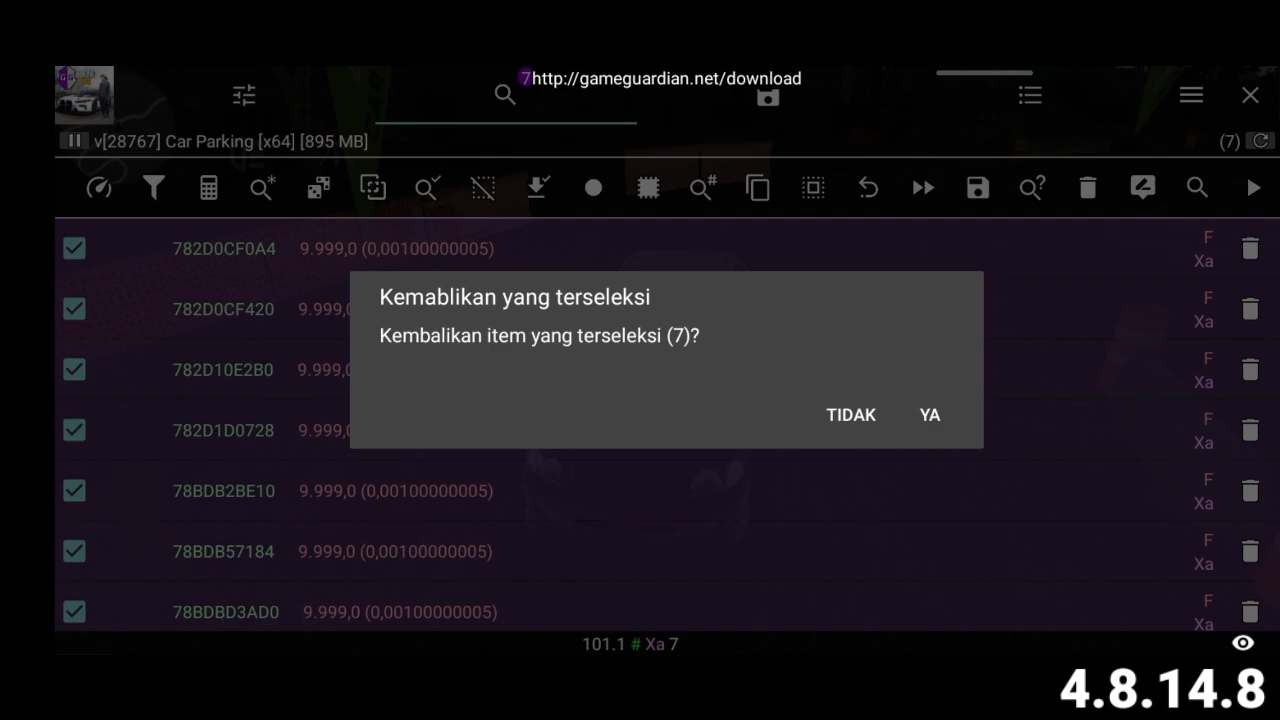 7http://gameguardian.net/download
v[28767] Car Parking [x64] [895 MB]
(7)
782D0CF0A4 9.999,0 (0,00100000005) F
Xa
Kemablikan yang terseleksi
782D0CF420 9.999,0 F
Xa
Kembalikan item yang terseleksi (7)?
782D10E2B0 9.999,0 F
Xa
TIDAK YA
782D1D0728 9.999,0 F
Xa
78BDB2BE10 9.999,0 (0,00100000005) F
Xa
78BDB57184 9.999,0 (0,00100000005) F
Xa
78BDBD3AD0 9.999,0 (0,00100000005) F
Xa
101.1 # Xa 7
4.8.14.8